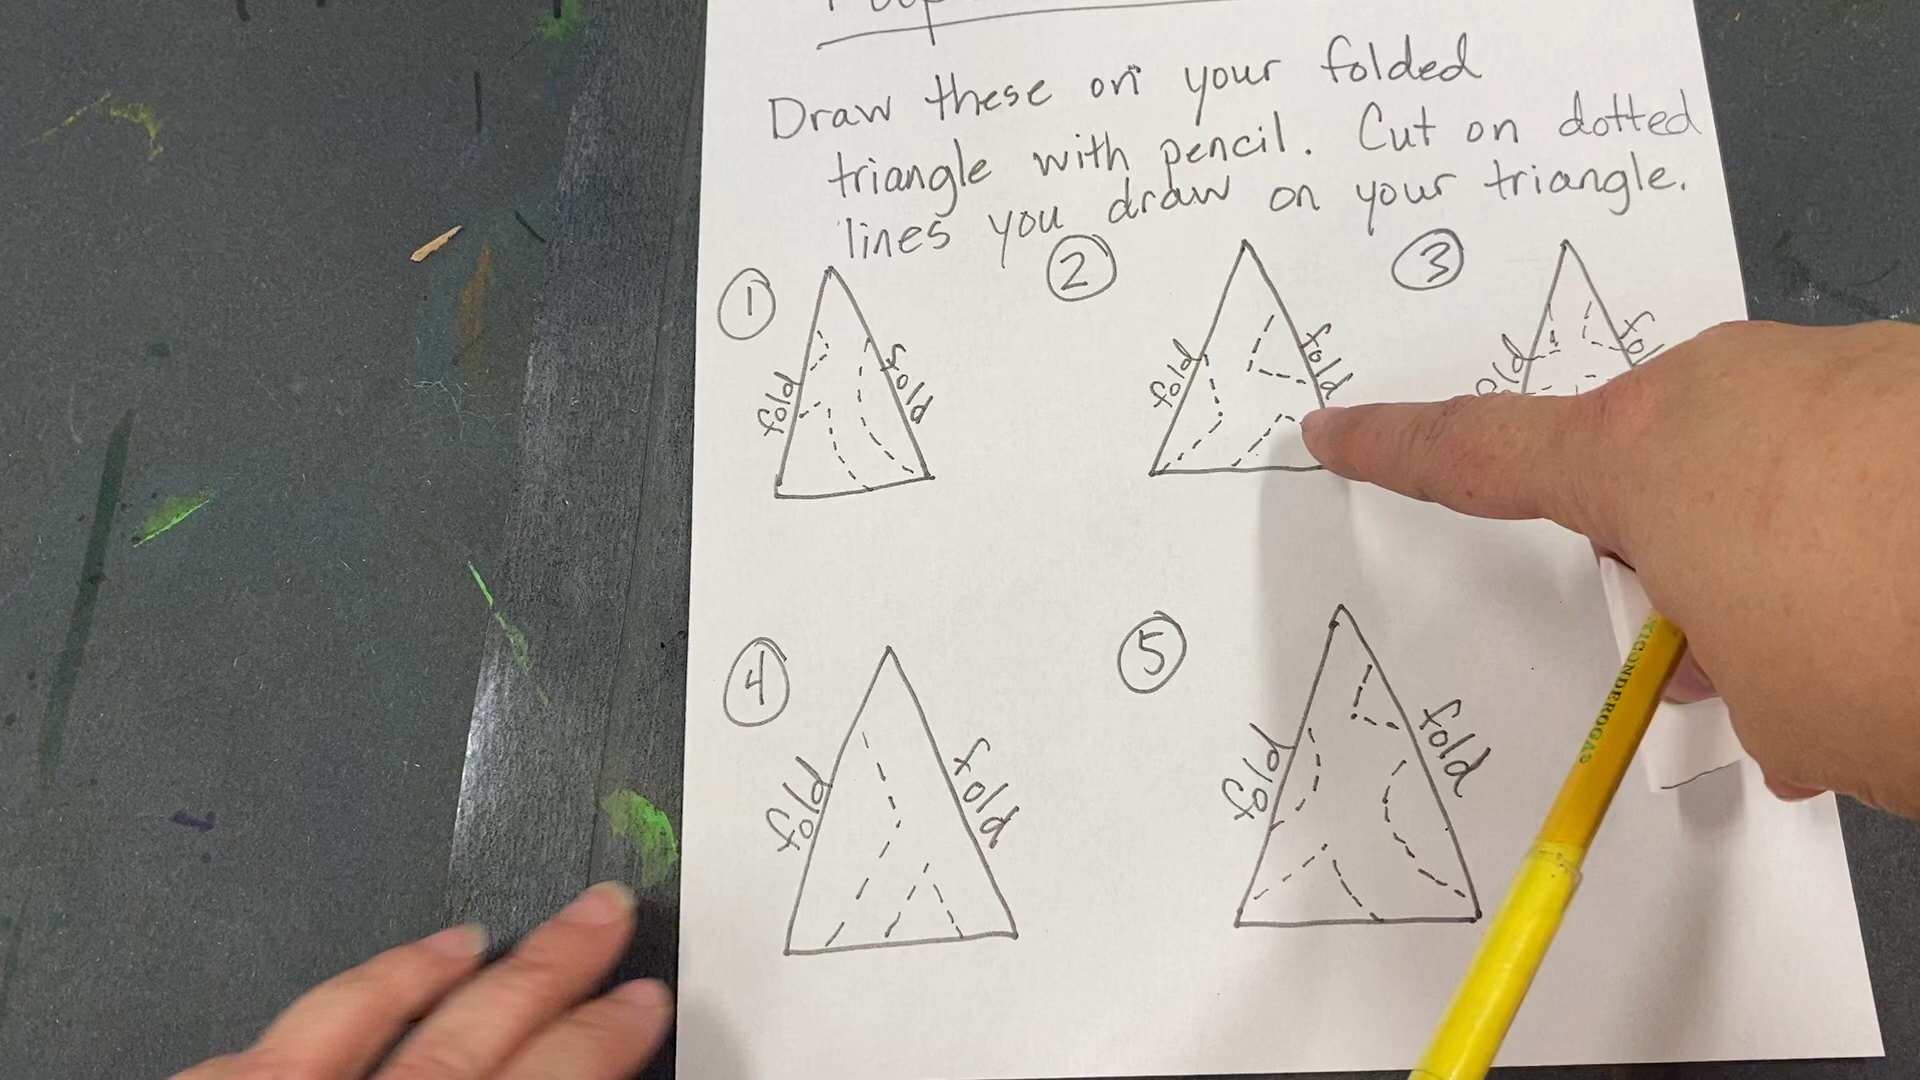 Draw these on your folded
triangle with pencil. Cut on dotted
lines you draw on your triangle.
1
2
3
fold
fold
fold
fold
4
5
fold
fold
fold
fold
TICONDEROGA